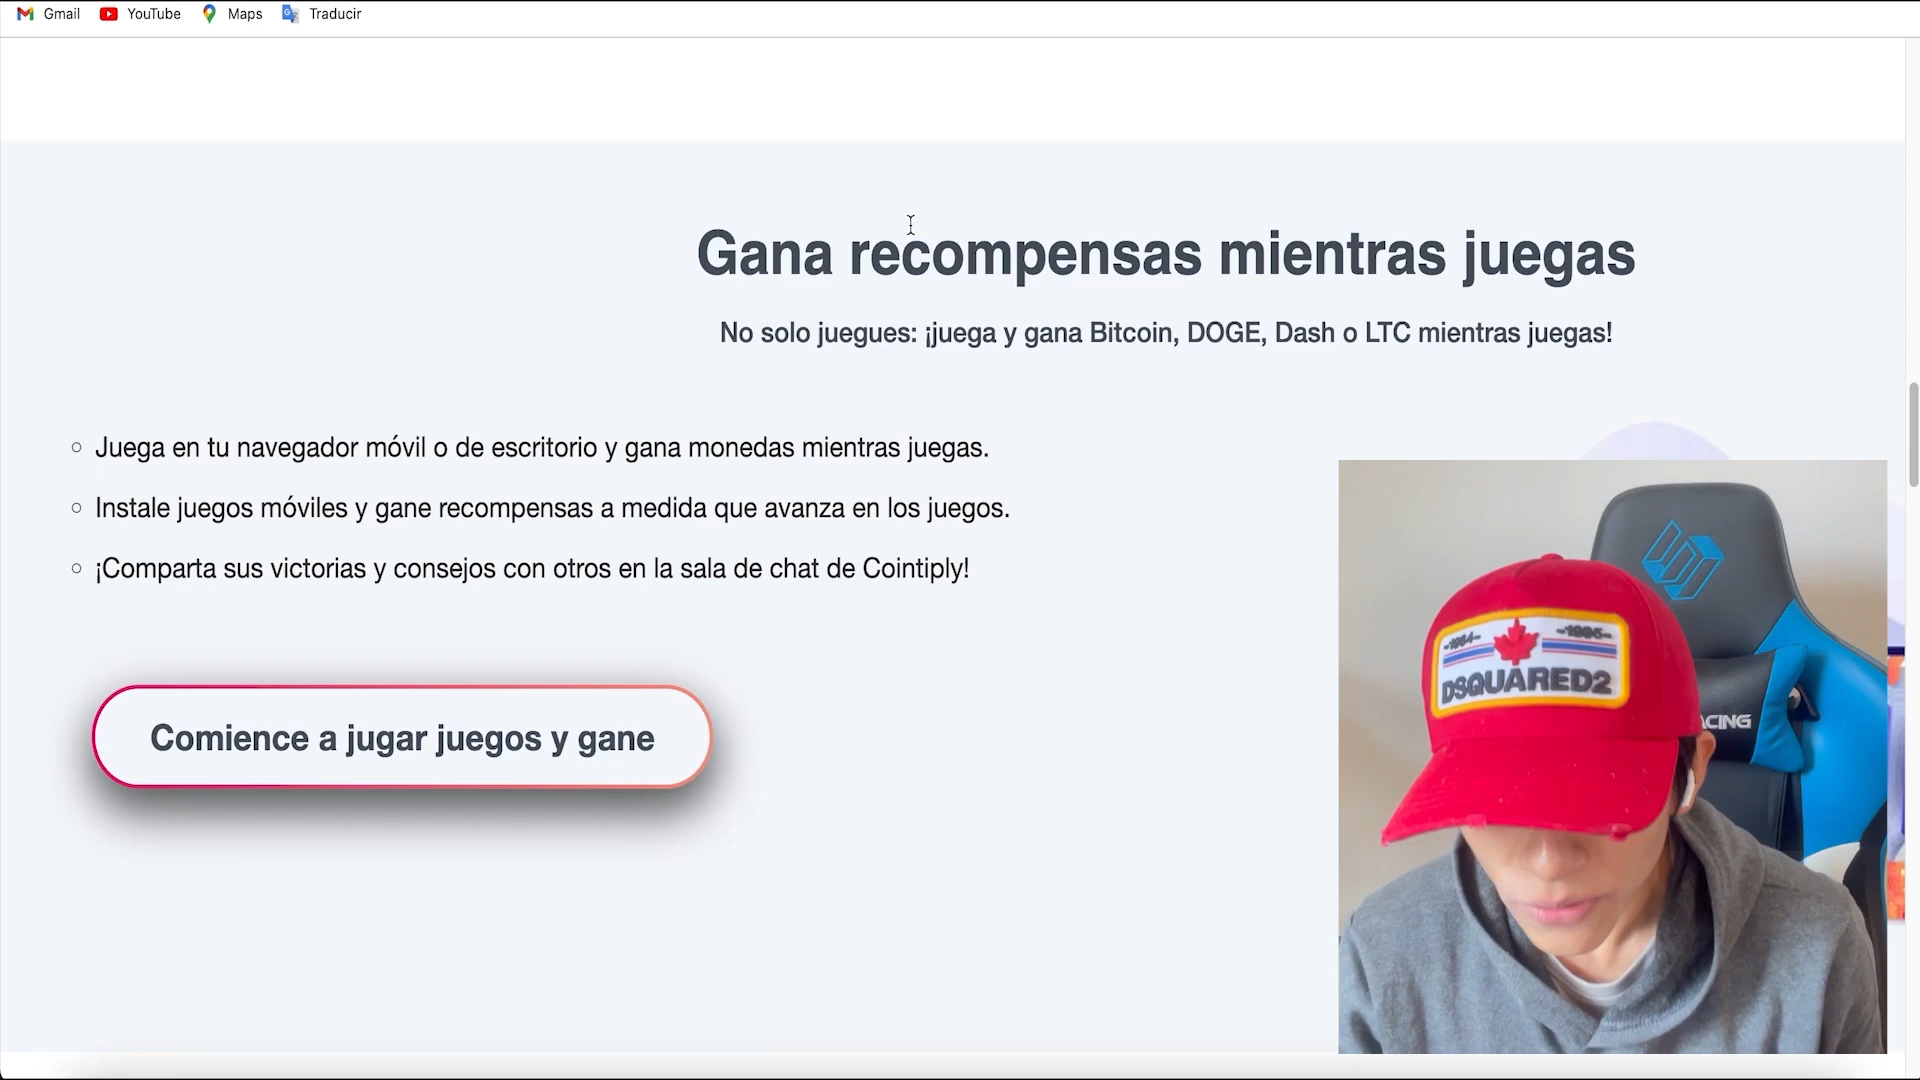 Gmail
YouTube
Maps
Traducir
Gana recompensas mientras juegas
No solo juegues: ¡juega y gana Bitcoin, DOGE, Dash o LTC mientras juegas!
Juega en tu navegador móvil o de escritorio y gana monedas mientras juegas.
Instale juegos móviles y gane recompensas a medida que avanza en los juegos.
¡Comparta sus victorias y consejos con otros en la sala de chat de Cointiply!
Comience a jugar juegos y gane
-1964- -1995-
DSQUARED2